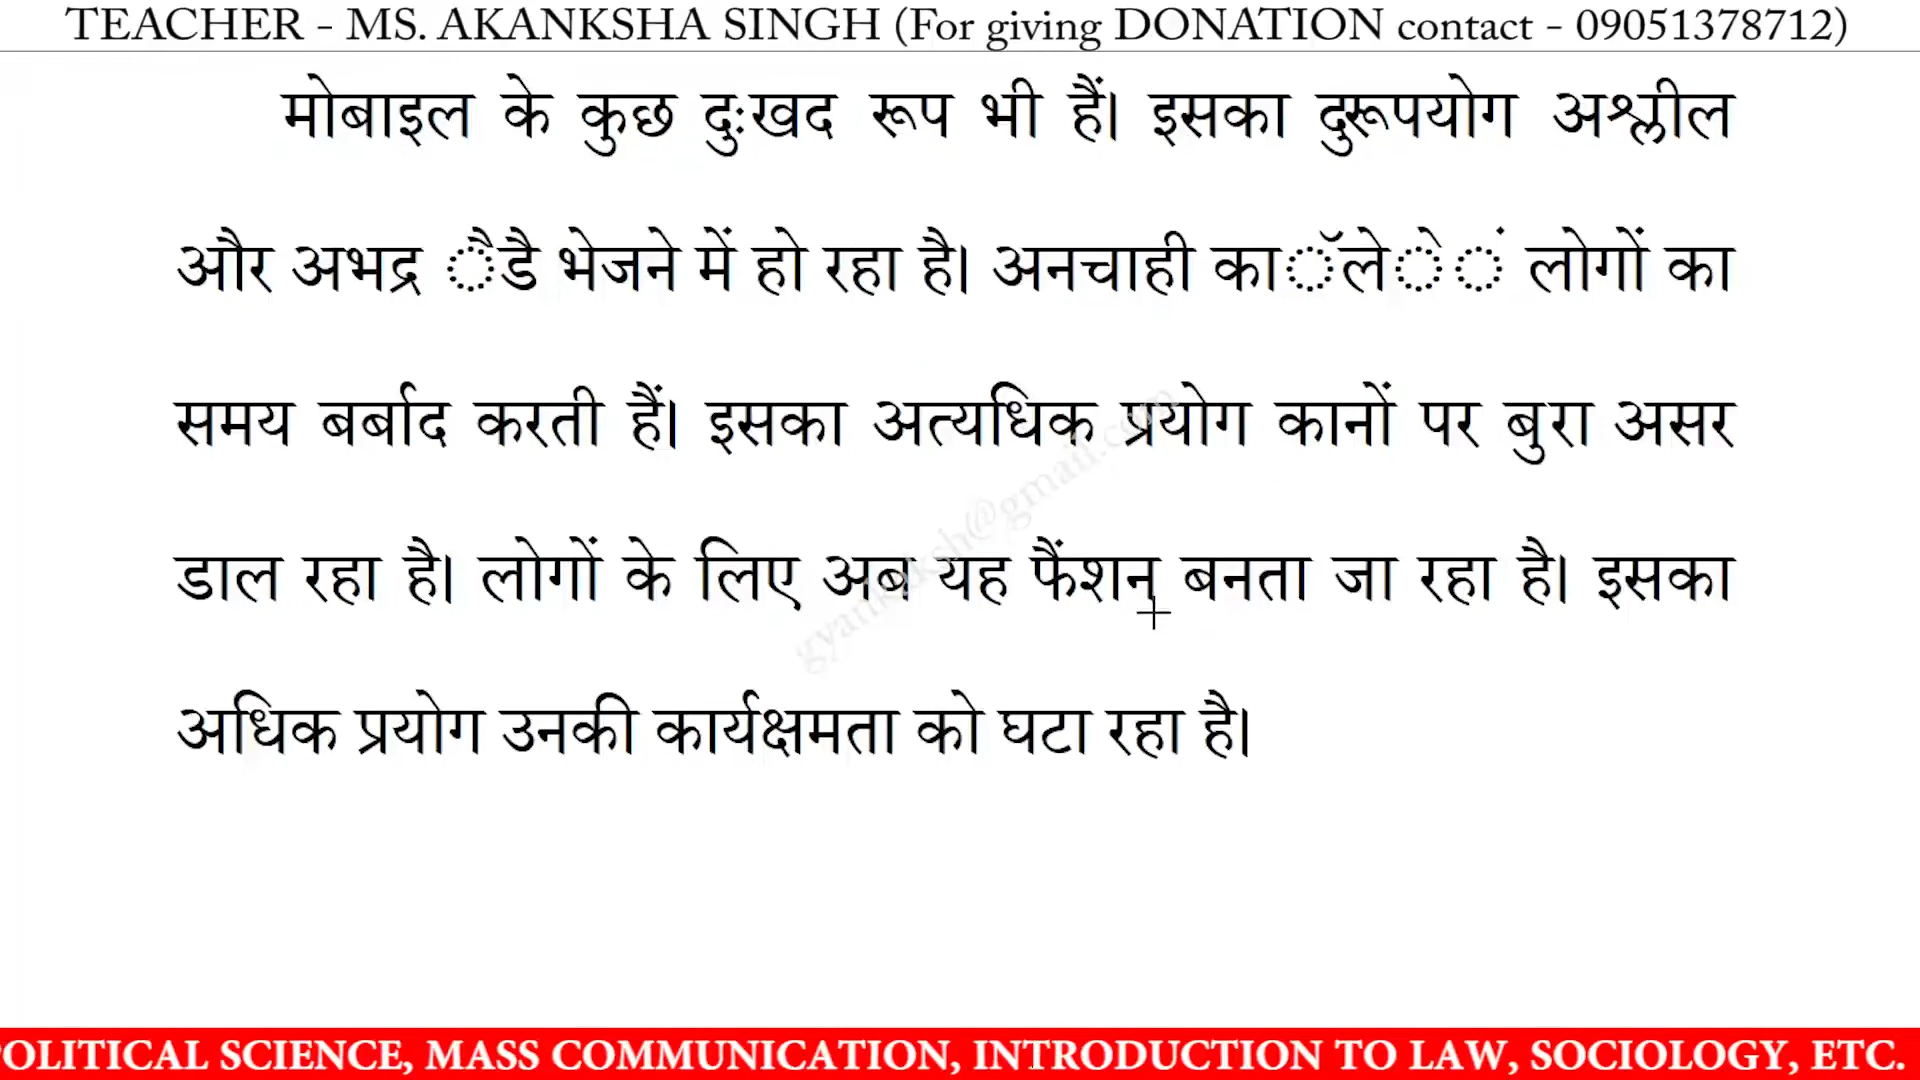 TEACHER - MS. AKANKSHA SINGH (For giving DONATION contact - 09051378712)
मोबाइल के कुछ दुःखद रूप भी हैं। इसका दुरूपयोग अश्लील
और अभद्र ैडै भेजने में हो रहा है। अनचाही काॅलेें लोगों का
समय बर्बाद करती हैं। इसका अत्यधिक प्रयोग कानों पर बुरा असर
डाल रहा है। लोगों के लिए अब यह फैंशन बनता जा रहा है। इसका
अधिक प्रयोग उनकी कार्यक्षमता को घटा रहा है।
OLITICAL SCIENCE, MASS COMMUNICATION, INTRODUCTION TO LAW, SOCIOLOGY, ETC.